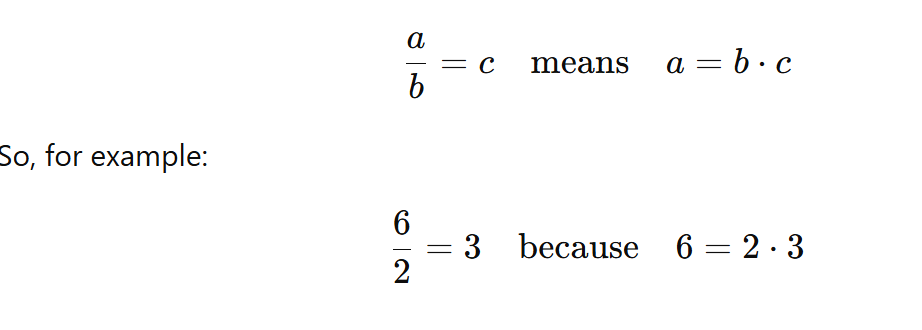 a/b = c means a = b · c
So, for example:
6/2 = 3 because 6 = 2 · 3